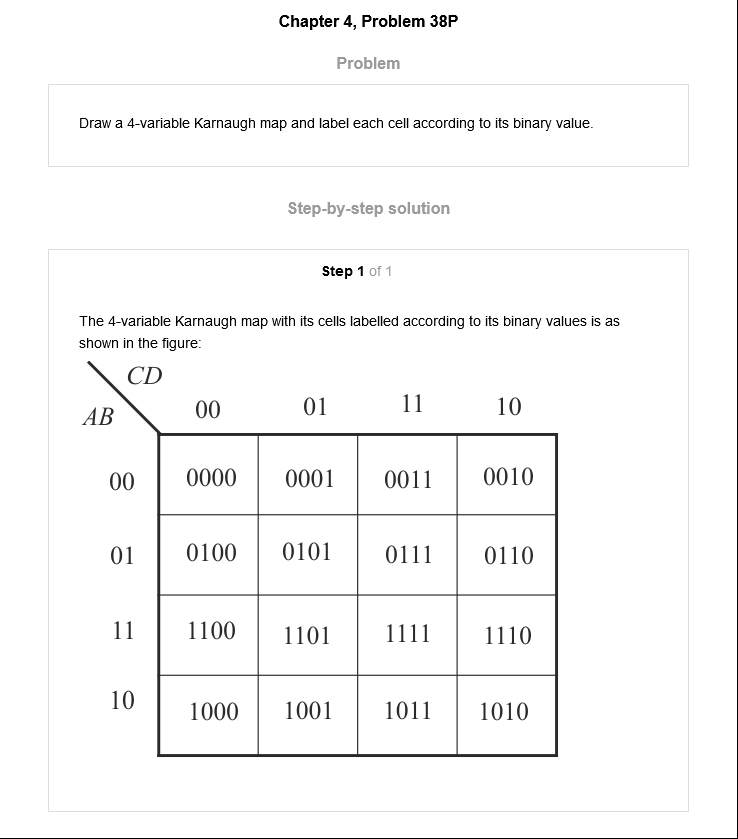 Chapter 4, Problem 38P
Problem
Draw a 4-variable Karnaugh map and label each cell according to its binary value.
Step-by-step solution
Step 1 of 1
The 4-variable Karnaugh map with its cells labelled according to its binary values is as
shown in the figure:
CD
AB 00 01 11 10
00 0000 0001 0011 0010
01 0100 0101 0111 0110
11 1100 1101 1111 1110
10 1000 1001 1011 1010